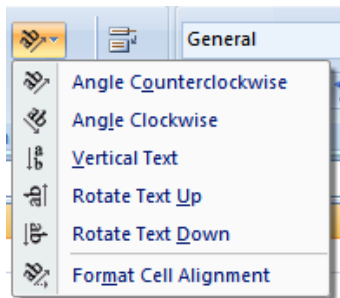 General
Angle Counterclockwise
Angle Clockwise
Vertical Text
Rotate Text Up
Rotate Text Down
Format Cell Alignment